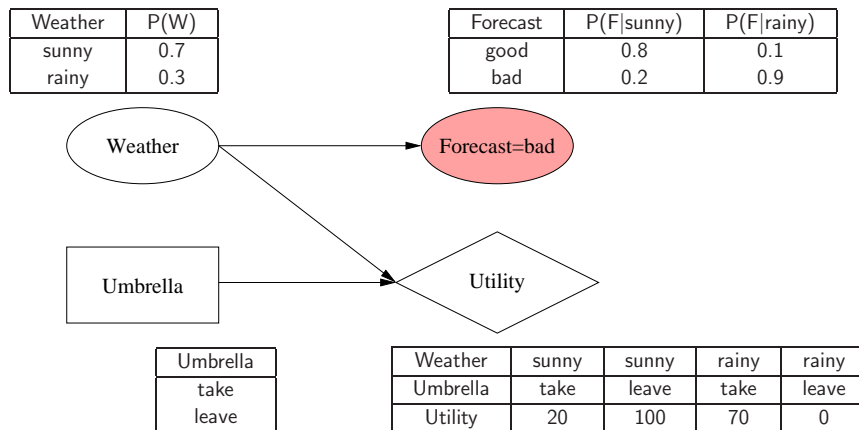 Weather P(W)
sunny 0.7
rainy 0.3
Forecast P(F|sunny) P(F|rainy)
good 0.8 0.1
bad 0.2 0.9
Weather
Forecast=bad
Umbrella
Utility
Umbrella
take
leave
Weather sunny sunny rainy rainy
Umbrella take leave take leave
Utility 20 100 70 0